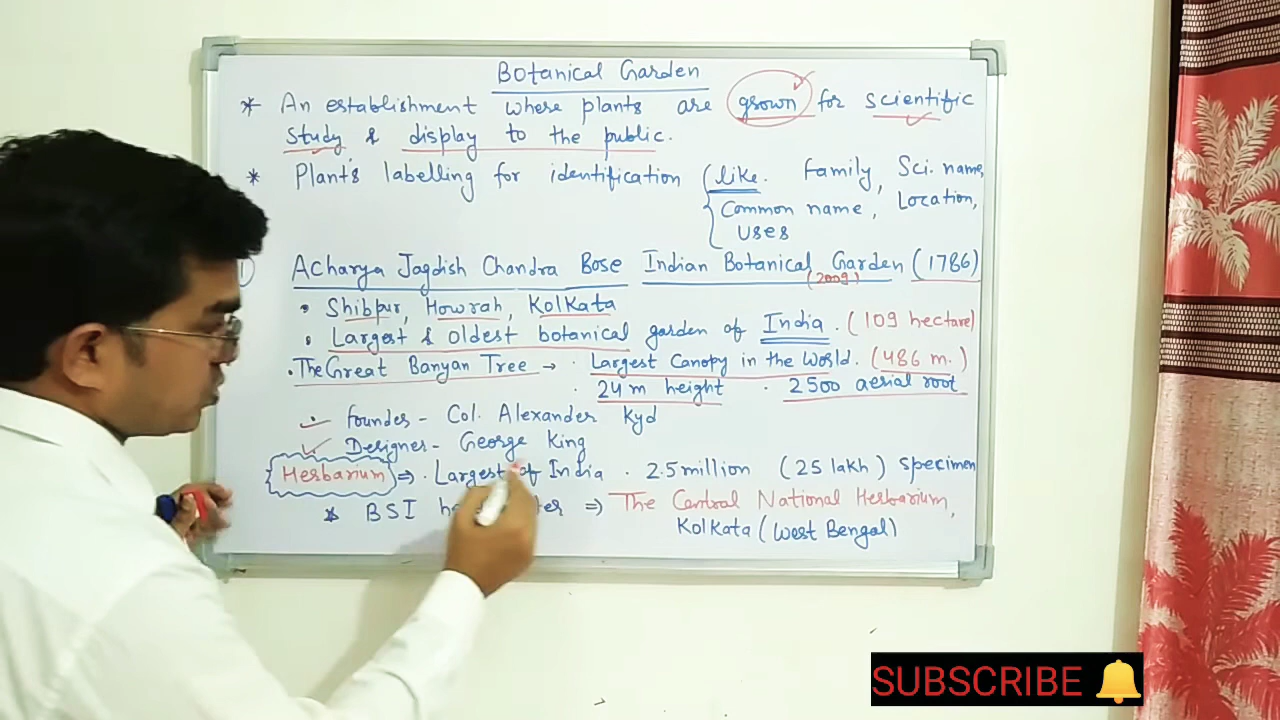 Botanical Garden
* An establishment where plants are grown for scientific
study & display to the public.
* Plants labelling for identification (like. Family, Sci. name,
Common name, Location,
uses
1) Acharya Jagdish Chandra Bose Indian Botanical Garden (1786)
(2009)
• Shibpur, Howrah, Kolkata
• Largest & oldest botanical garden of India. (109 hectare)
• The Great Banyan Tree → • Largest Canopy in the World. (486 m.)
• 24 m height • 2500 aerial root
Founder - Col. Alexander Kyd
Designer - George King
Herbarium ⇒ • Largest of India • 2.5 million (25 lakh) specimen
* BSI ⇒ The Central National Herbarium,
Kolkata (West Bengal)
SUBSCRIBE